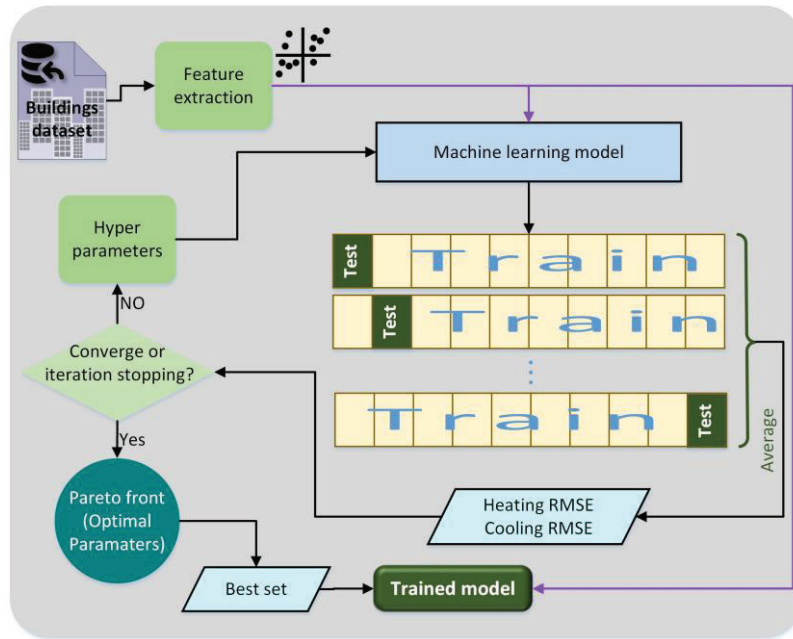 Buildings
dataset
Feature
extraction
Machine learning model
Hyper
parameters
Test Train
Test Train
Train Test
NO
Converge or
iteration stopping?
Yes
Average
Heating RMSE
Cooling RMSE
Pareto front
(Optimal
Paramaters)
Best set
Trained model